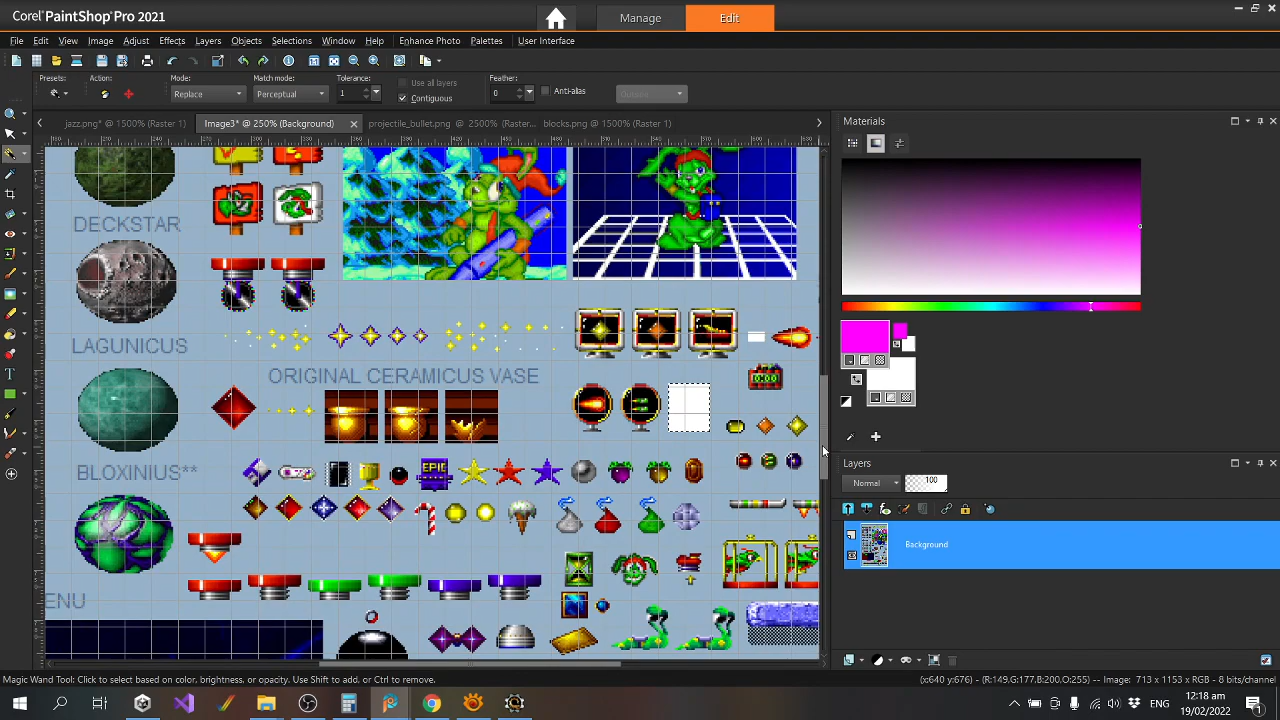 Corel PaintShop Pro 2021
Manage
Edit
File Edit View Image Adjust Effects Layers Objects Selections Window Help Enhance Photo Palettes User Interface
Presets: Action: Mode: Match mode: Tolerance: Use all layers Feather:
Replace Perceptual 1 Contiguous 0 Anti-alias
jazz.png* @ 1500% (Raster 1) Image3* @ 250% (Background) projectile_bullet.png @ 2500% (Raster... blocks.png @ 1500% (Raster 1)
Materials
DECKSTAR
LAGUNICUS
ORIGINAL CERAMICUS VASE
0:00
BLOXINIUS**
EPIC
ENU
Layers
Normal 100
Background
Magic Wand Tool: Click to select based on color, brightness, or opacity. Use Shift to add, Ctrl to remove.
(x:640 y:676) - (R:149,G:177,B:200,O:255) - Image: 713 x 1153 x RGB - 8 bits/channel
ENG
12:18 am
19/02/2022